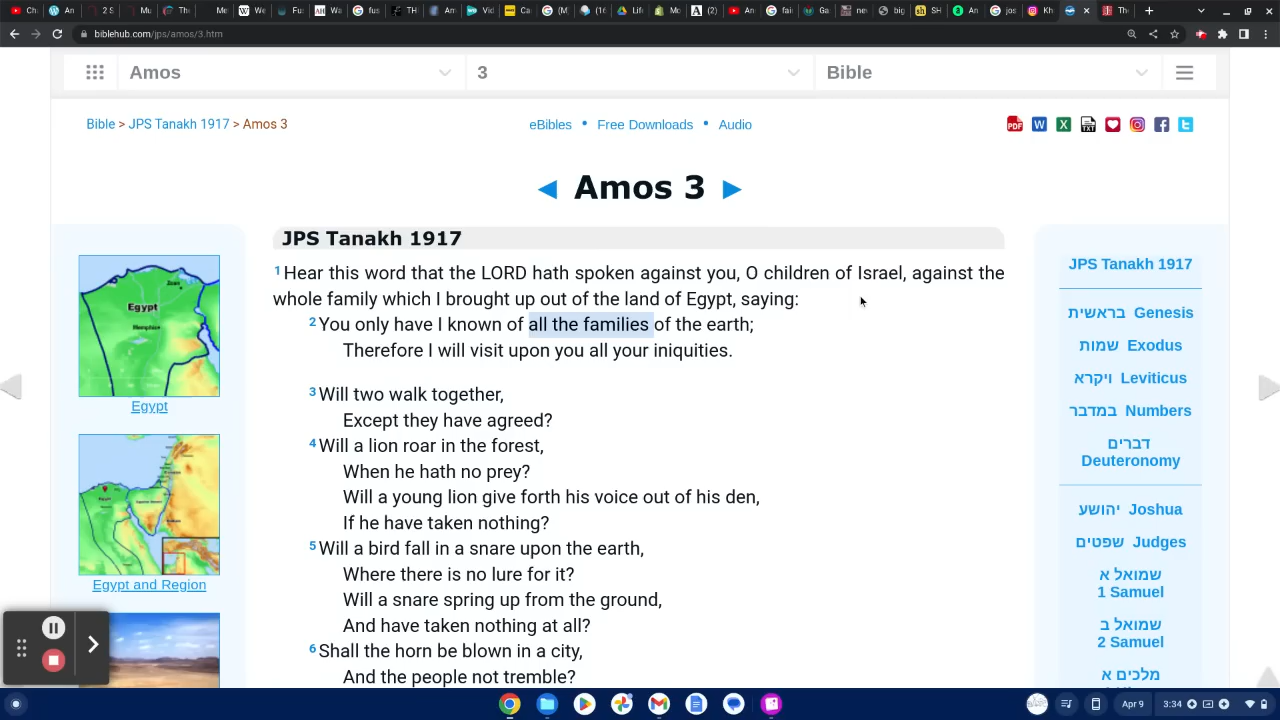 biblehub.com/jps/amos/3.htm
Amos
3
Bible
Bible > JPS Tanakh 1917 > Amos 3
eBibles • Free Downloads • Audio
PDF
W
X
TXT
◄ Amos 3 ►
JPS Tanakh 1917
1 Hear this word that the LORD hath spoken against you, O children of Israel, against the
whole family which I brought up out of the land of Egypt, saying:
2 You only have I known of all the families of the earth;
Therefore I will visit upon you all your iniquities.
3 Will two walk together,
Except they have agreed?
4 Will a lion roar in the forest,
When he hath no prey?
Will a young lion give forth his voice out of his den,
If he have taken nothing?
5 Will a bird fall in a snare upon the earth,
Where there is no lure for it?
Will a snare spring up from the ground,
And have taken nothing at all?
6 Shall the horn be blown in a city,
And the people not tremble?
Egypt
Egypt
Egypt and Region
JPS Tanakh 1917
בראשית Genesis
שמות Exodus
ויקרא Leviticus
במדבר Numbers
דברים
Deuteronomy
יהושע Joshua
שפטים Judges
שמואל א
1 Samuel
שמואל ב
2 Samuel
מלכים א
Apr 9
3:34